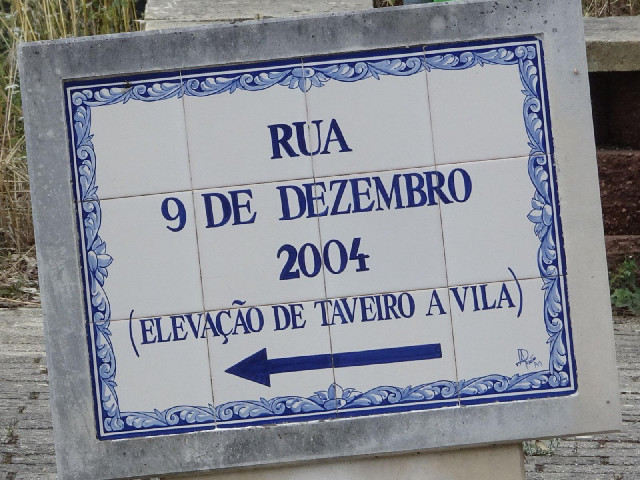 RUA
9 DE DEZEMBRO
2004
(ELEVAÇÃO DE TAVEIRO A VILA)